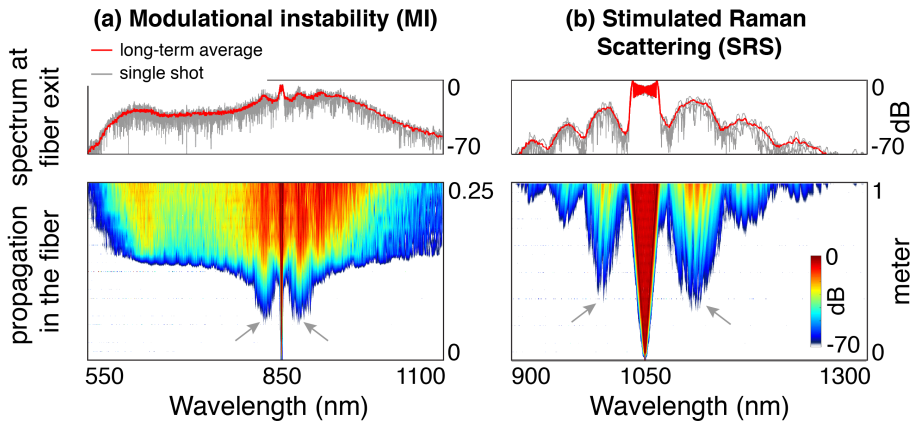 (a) Modulational instability (MI)
(b) Stimulated Raman
Scattering (SRS)
long-term average
single shot
spectrum at
fiber exit
0
-70
0
-70
dB
propagation
in the fiber
0.25
0
1
0
meter
0
dB
-70
550
850
1100
900
1050
1300
Wavelength (nm)
Wavelength (nm)